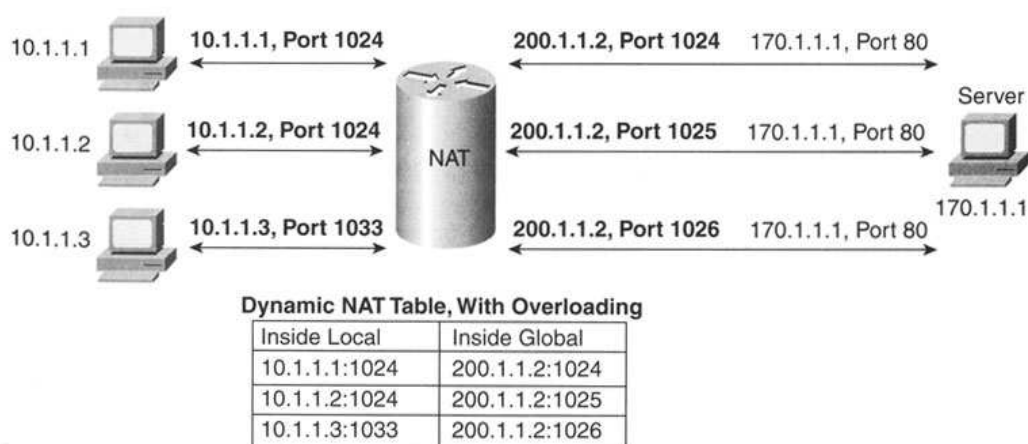 10.1.1.1
10.1.1.1, Port 1024
200.1.1.2, Port 1024
170.1.1.1, Port 80
Server
10.1.1.2
10.1.1.2, Port 1024
NAT
200.1.1.2, Port 1025
170.1.1.1, Port 80
170.1.1.1
10.1.1.3
10.1.1.3, Port 1033
200.1.1.2, Port 1026
170.1.1.1, Port 80
Dynamic NAT Table, With Overloading
Inside Local Inside Global
10.1.1.1:1024 200.1.1.2:1024
10.1.1.2:1024 200.1.1.2:1025
10.1.1.3:1033 200.1.1.2:1026